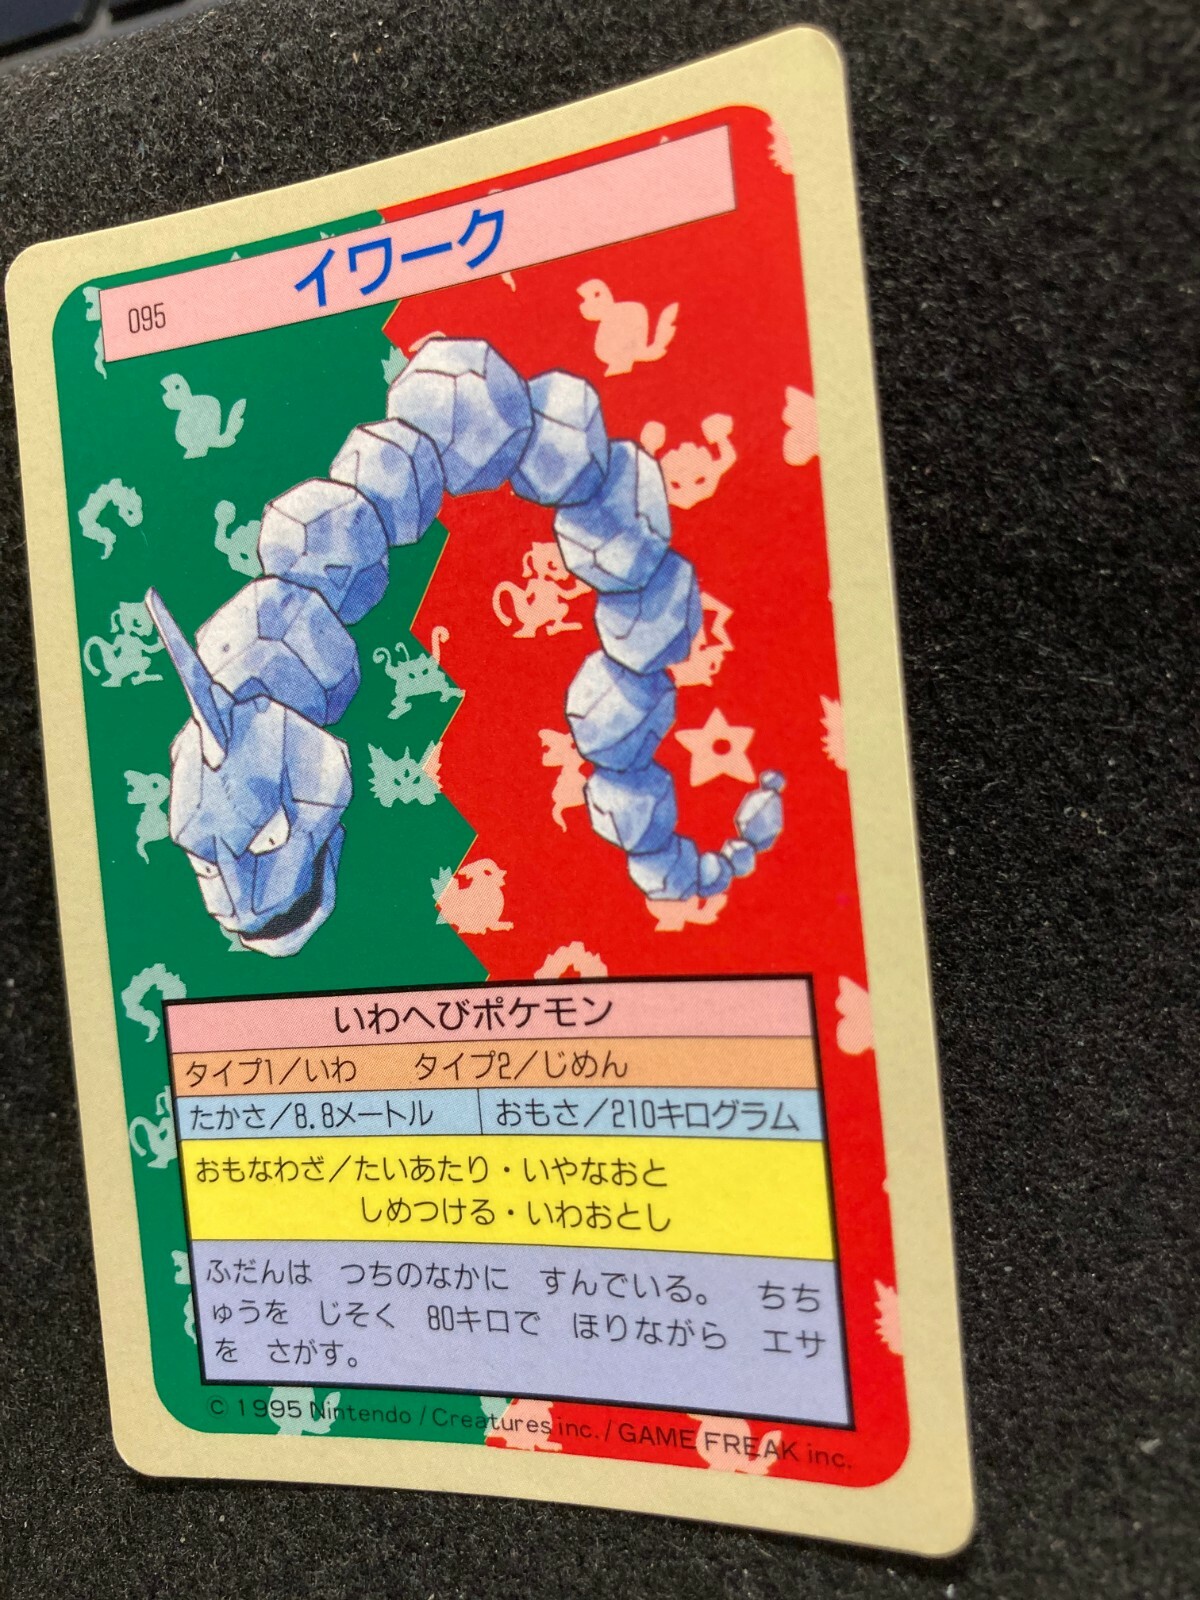 095 イワーク
いわへびポケモン
タイプ1/いわ タイプ2/じめん
たかさ/8.8メートル おもさ/210キログラム
おもなわざ/たいあたり・いやなおと
しめつける・いわおとし
ふだんは つちのなかに すんでいる。 ちち
ゅうを じそく 80キロで ほりながら エサ
を さがす。
© 1995 Nintendo/Creatures inc./GAME FREAK inc.